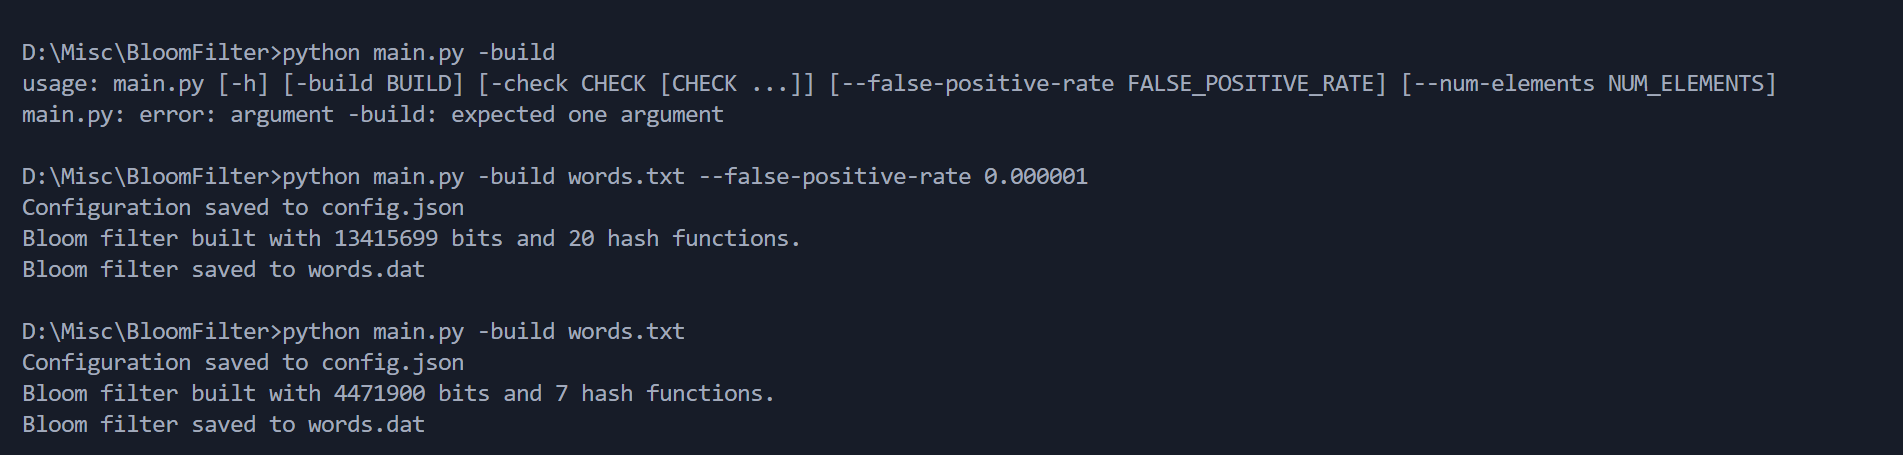 D:\Misc\BloomFilter>python main.py -build
usage: main.py [-h] [-build BUILD] [-check CHECK [CHECK ...]] [--false-positive-rate FALSE_POSITIVE_RATE] [--num-elements NUM_ELEMENTS]
main.py: error: argument -build: expected one argument
D:\Misc\BloomFilter>python main.py -build words.txt --false-positive-rate 0.000001
Configuration saved to config.json
Bloom filter built with 13415699 bits and 20 hash functions.
Bloom filter saved to words.dat
D:\Misc\BloomFilter>python main.py -build words.txt
Configuration saved to config.json
Bloom filter built with 4471900 bits and 7 hash functions.
Bloom filter saved to words.dat